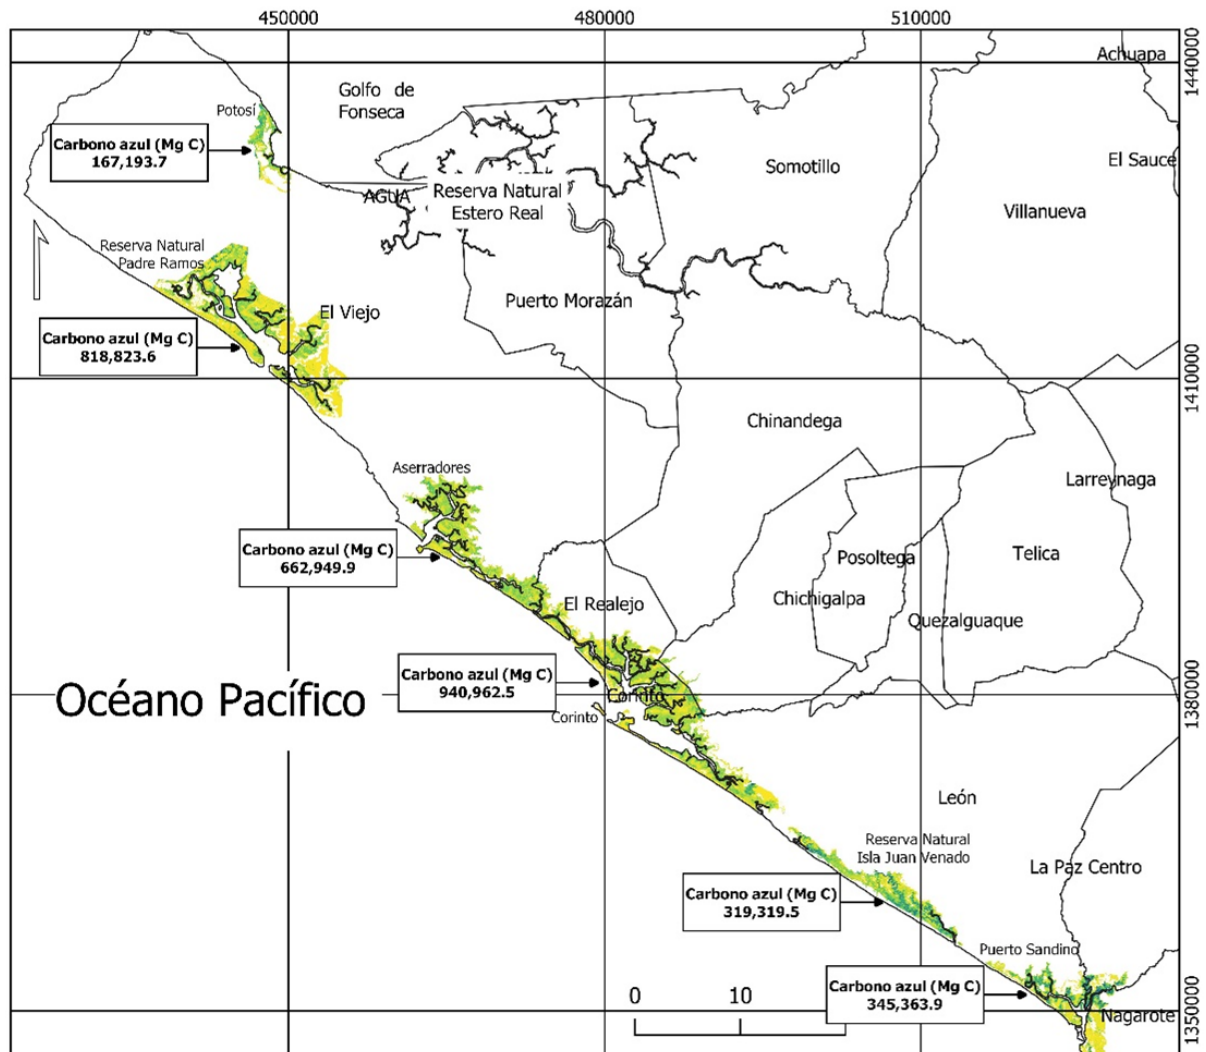 450000
480000
510000
Achuapa
1440000
Golfo de
Fonseca
Potosí
Carbono azul (Mg C)
167,193.7
Somotillo
El Sauce
AGUA
Reserva Natural
Estero Real
Villanueva
Reserva Natural
Padre Ramos
El Viejo
Puerto Morazán
Carbono azul (Mg C)
818,823.6
1410000
Chinandega
Aserradores
Larreynaga
Carbono azul (Mg C)
662,949.9
Posoltega
Telica
El Realejo
Chichigalpa
Quezalguaque
Carbono azul (Mg C)
940,962.5
Océano Pacífico
Corinto
Corinto
1380000
León
Reserva Natural
Isla Juan Venado
La Paz Centro
Carbono azul (Mg C)
319,319.5
Puerto Sandino
Carbono azul (Mg C)
345,363.9
0
10
Nagarote
1350000